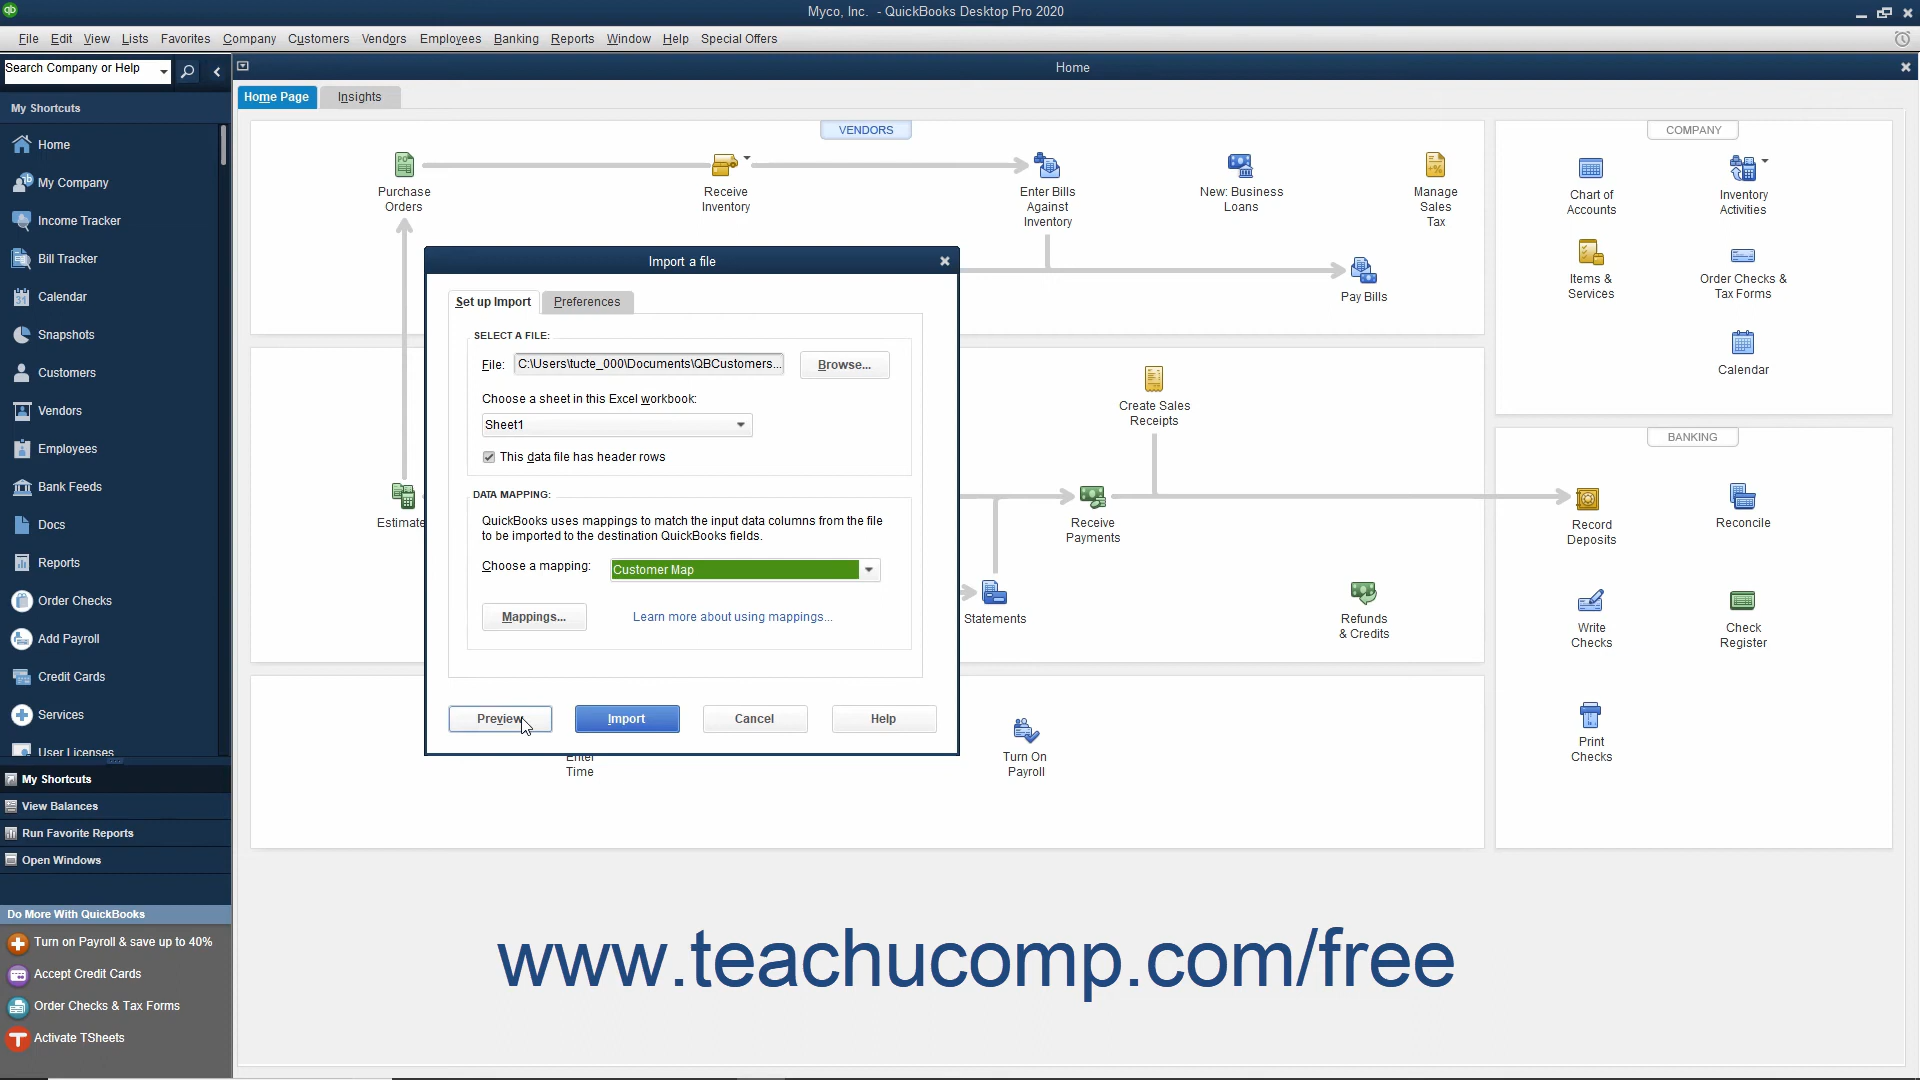 Myco, Inc. - QuickBooks Desktop Pro 2020
File Edit View Lists Favorites Company Customers Vendors Employees Banking Reports Window Help Special Offers
Search Company or Help
Home
Home Page
Insights
My Shortcuts
Home
My Company
Income Tracker
Bill Tracker
Calendar
Snapshots
Customers
Vendors
Employees
Bank Feeds
Docs
Reports
Order Checks
Add Payroll
Credit Cards
Services
User Licenses
My Shortcuts
View Balances
Run Favorite Reports
Open Windows
Do More With QuickBooks
Turn on Payroll & save up to 40%
Accept Credit Cards
Order Checks & Tax Forms
Activate TSheets
VENDORS
Purchase
Orders
Receive
Inventory
Enter Bills
Against
Inventory
New: Business
Loans
Manage
Sales
Tax
Pay Bills
Import a file
Set up Import
Preferences
SELECT A FILE:
File: C:\Users\tucte_000\Documents\QBCustomers...
Browse...
Choose a sheet in this Excel workbook:
Sheet1
This data file has header rows
DATA MAPPING:
QuickBooks uses mappings to match the input data columns from the file
to be imported to the destination QuickBooks fields.
Choose a mapping: Customer Map
Mappings...
Learn more about using mappings...
Preview
Import
Cancel
Help
Estimate
Create Sales
Receipts
Receive
Payments
Statements
Refunds
& Credits
Enter
Time
Turn On
Payroll
COMPANY
Chart of
Accounts
Inventory
Activities
Items &
Services
Order Checks &
Tax Forms
Calendar
BANKING
Record
Deposits
Reconcile
Write
Checks
Check
Register
Print
Checks
www.teachucomp.com/free